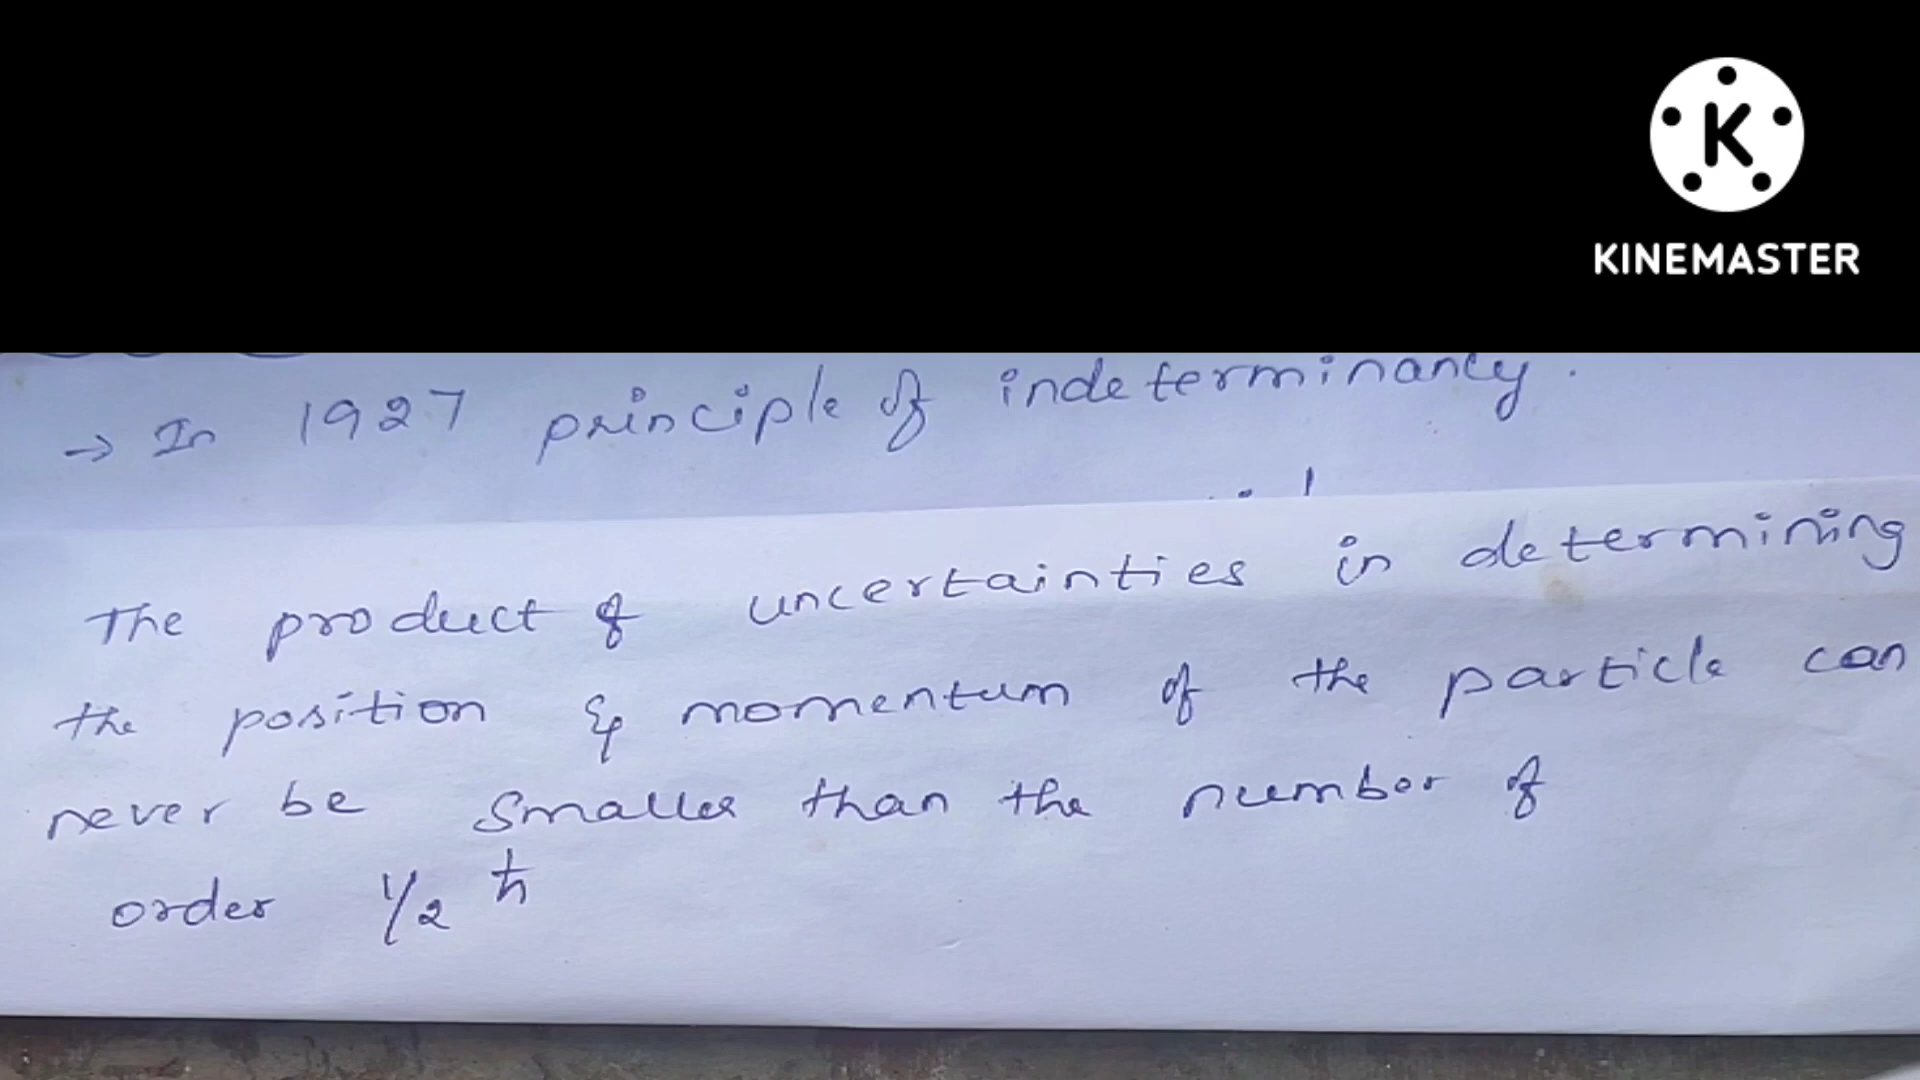 K
KINEMASTER
→ In 1927 principle of indeterminancy.
The product of uncertainties in determining
the position & momentum of the particle can
never be smaller than the number of
order 1/2 ħ